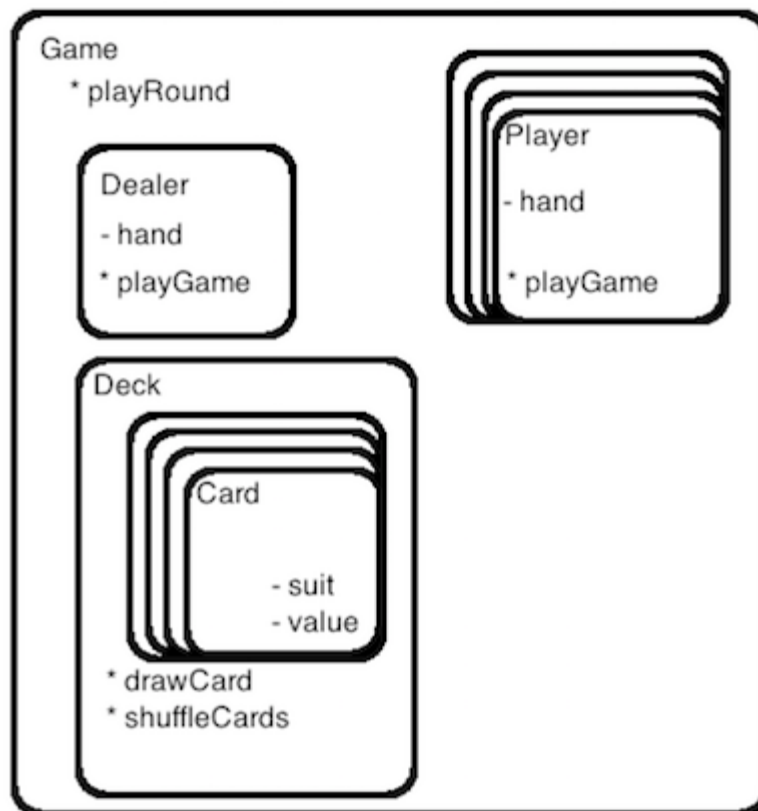 Game
* playRound
Dealer
- hand
* playGame
Player
- hand
* playGame
Deck
Card
- suit
- value
* drawCard
* shuffleCards